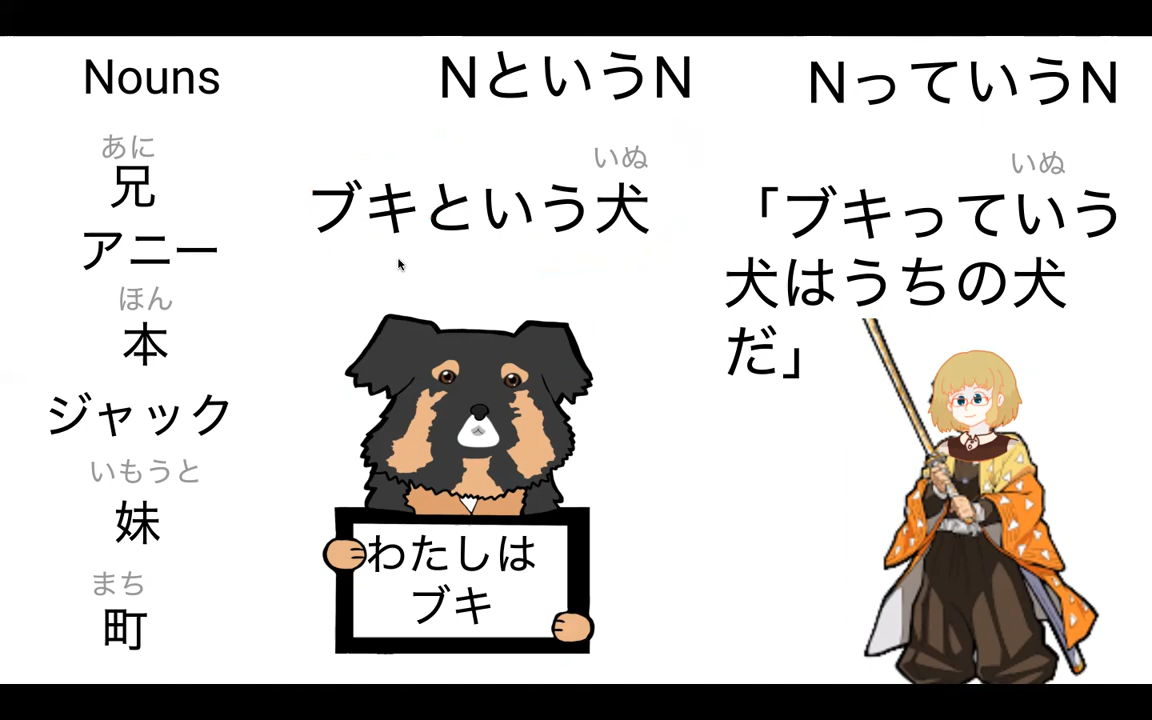 Nouns
あに
兄
アニー
ほん
本
ジャック
いもうと
妹
まち
町
NというN
いぬ
ブキという犬
わたしは
ブキ
NっていうN
いぬ
「ブキっていう
犬はうちの犬
だ」